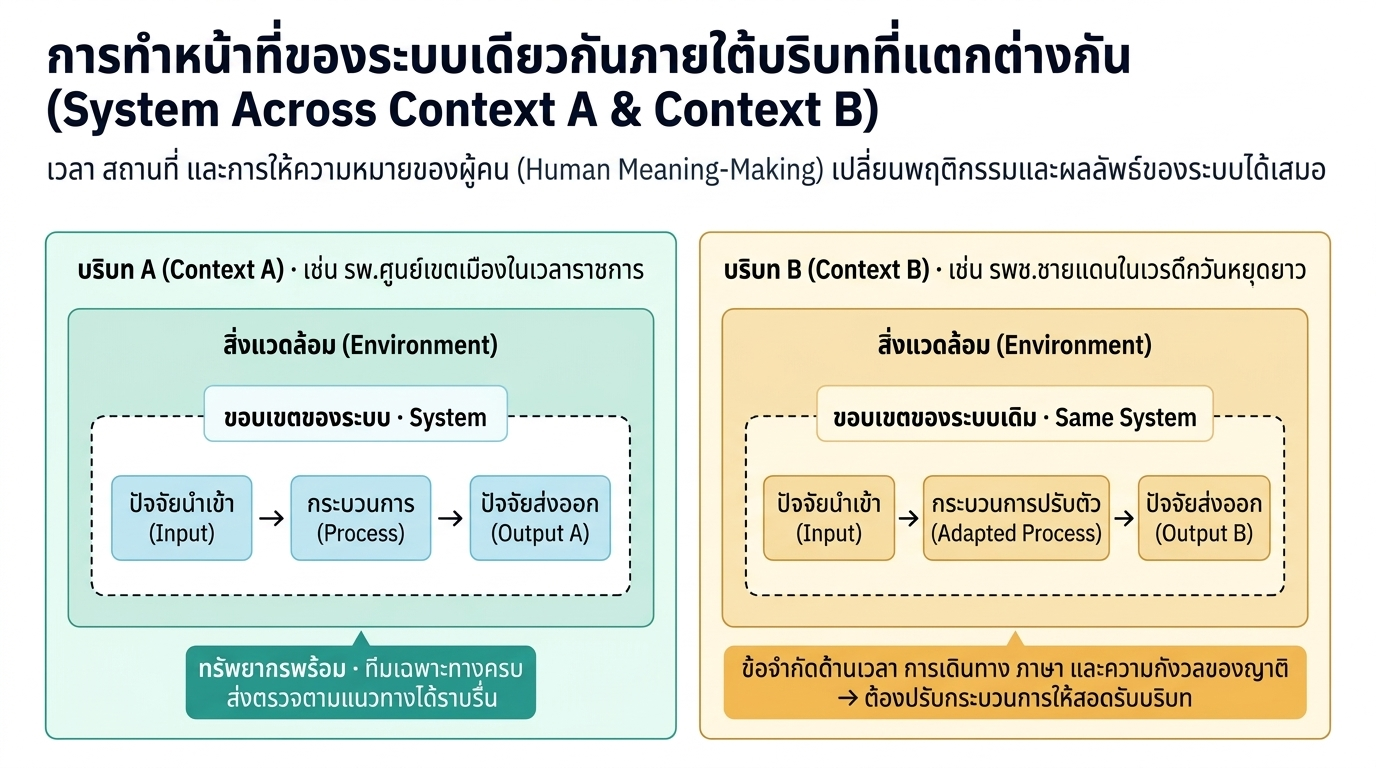 การทำหน้าที่ของระบบเดียวกันภายใต้บริบทที่แตกต่างกัน
(System Across Context A & Context B)
เวลา สถานที่ และการให้ความหมายของผู้คน (Human Meaning-Making) เปลี่ยนพฤติกรรมและผลลัพธ์ของระบบได้เสมอ
บริบท A (Context A) · เช่น รพ.ศูนย์เขตเมืองในเวลาราชการ
สิ่งแวดล้อม (Environment)
ขอบเขตของระบบ · System
ปัจจัยนำเข้า
(Input)
→
กระบวนการ
(Process)
→
ปัจจัยส่งออก
(Output A)
ทรัพยากรพร้อม · ทีมเฉพาะทางครบ
ส่งตรวจตามแนวทางได้ราบรื่น
บริบท B (Context B) · เช่น รพช.ชายแดนในเวรดึกวันหยุดยาว
สิ่งแวดล้อม (Environment)
ขอบเขตของระบบเดิม · Same System
ปัจจัยนำเข้า
(Input)
→
กระบวนการปรับตัว
(Adapted Process)
→
ปัจจัยส่งออก
(Output B)
ข้อจำกัดด้านเวลา การเดินทาง ภาษา และความกังวลของญาติ
→ ต้องปรับกระบวนการให้สอดรับบริบท